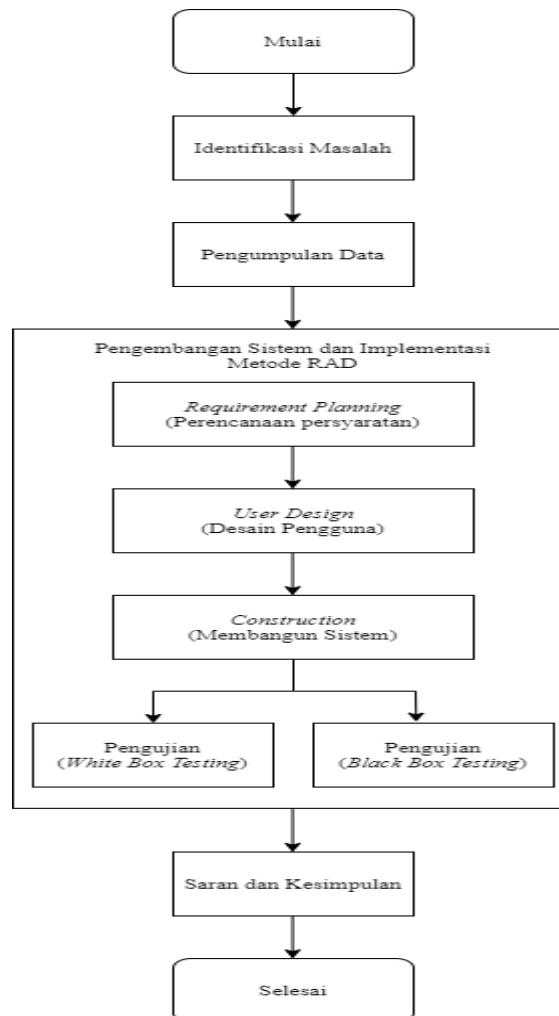 Mulai
Identifikasi Masalah
Pengumpulan Data
Pengembangan Sistem dan Implementasi
Metode RAD
Requirement Planning
(Perencanaan persyaratan)
User Design
(Desain Pengguna)
Construction
(Membangun Sistem)
Pengujian
(White Box Testing)
Pengujian
(Black Box Testing)
Saran dan Kesimpulan
Selesai